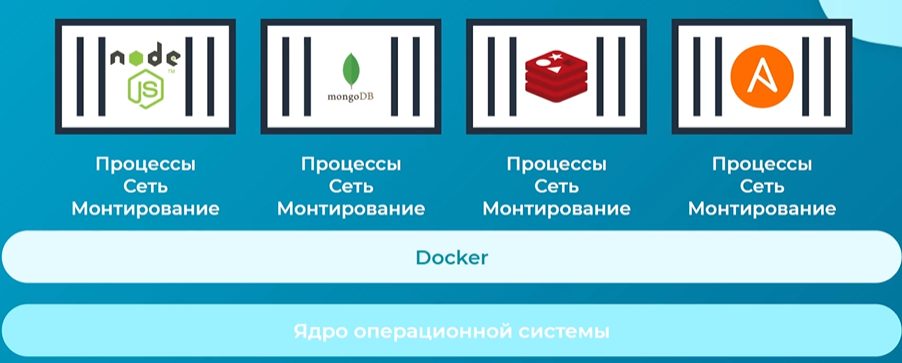 node
JS
TM
mongoDB
Процессы
Сеть
Монтирование
Процессы
Сеть
Монтирование
Процессы
Сеть
Монтирование
Процессы
Сеть
Монтирование
Docker
Ядро операционной системы